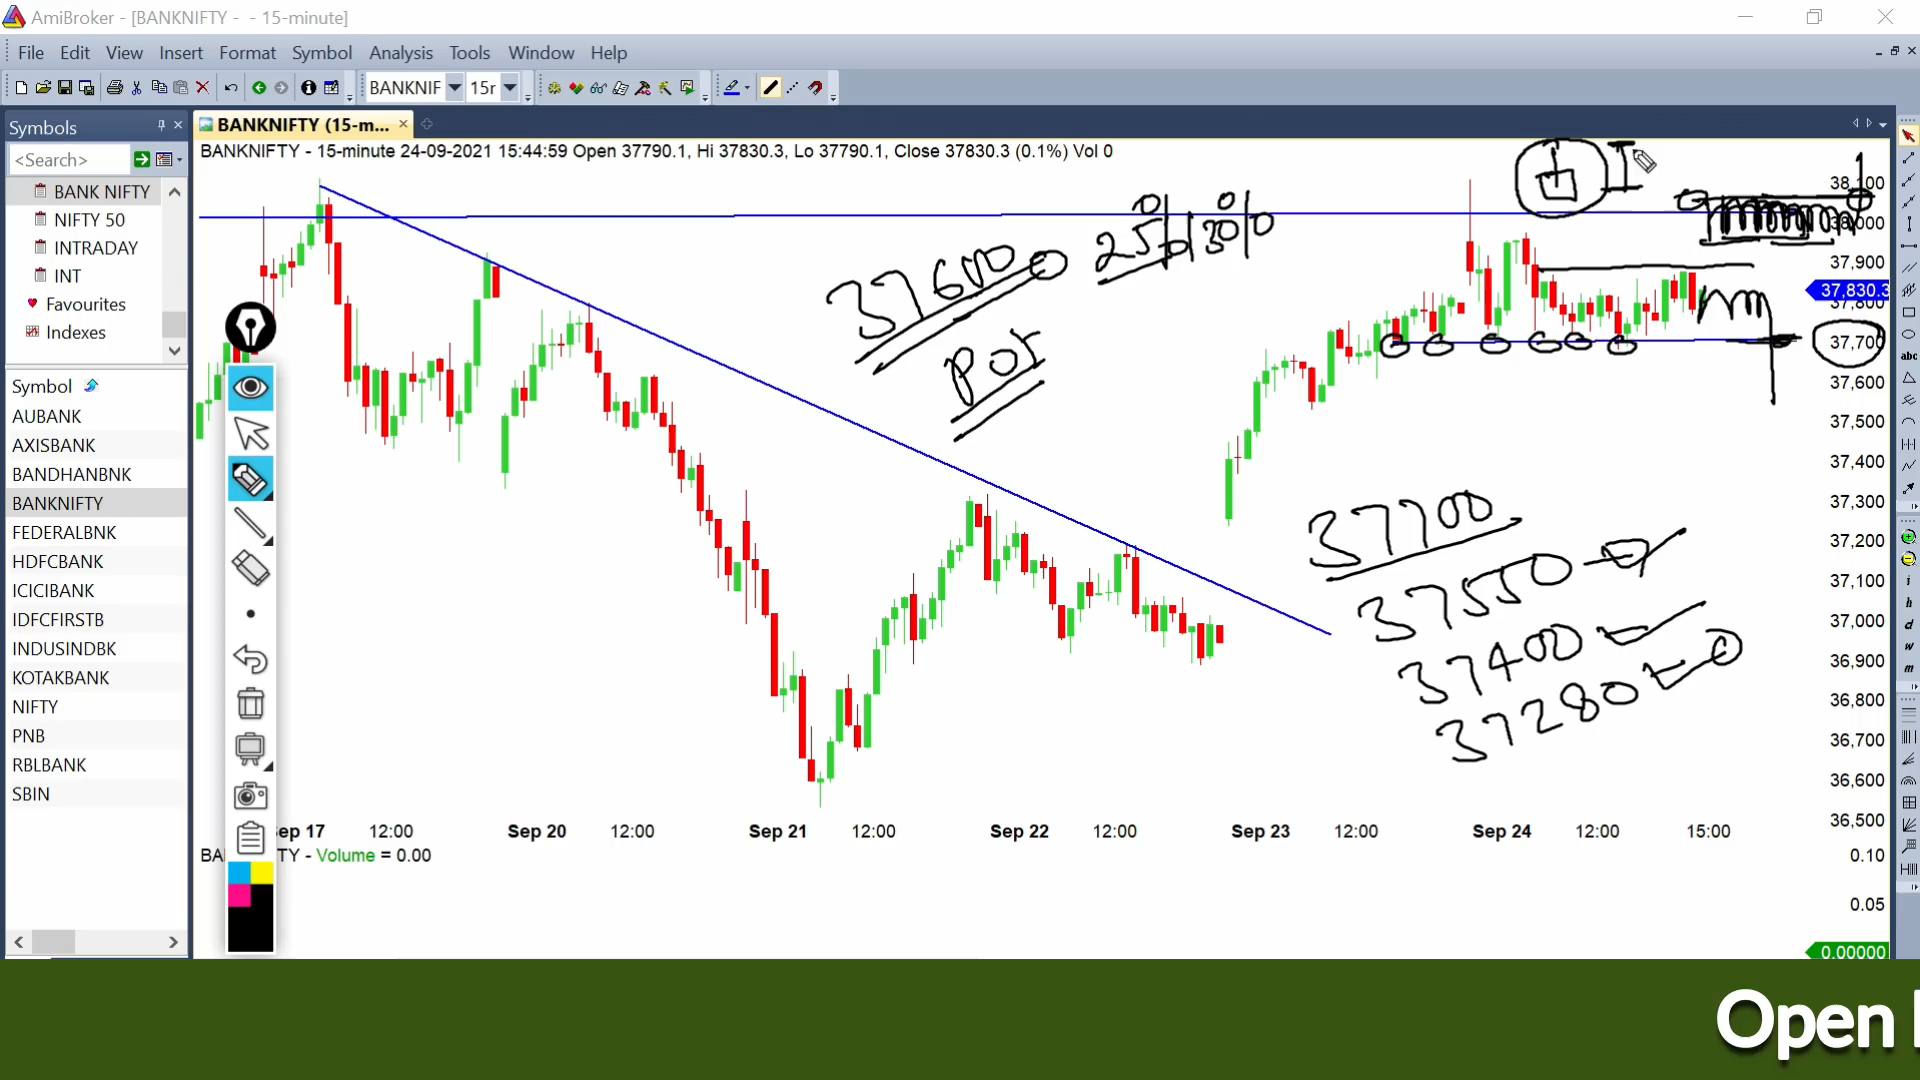 AmiBroker - [BANKNIFTY -  - 15-minute]
File Edit View Insert Format Symbol Analysis Tools Window Help
BANKNIF 15r
Symbols
BANKNIFTY (15-m...
<Search>
BANKNIFTY - 15-minute 24-09-2021 15:44:59 Open 37790.1, Hi 37830.3, Lo 37790.1, Close 37830.3 (0.1%) Vol 0
BANK NIFTY
NIFTY 50
INTRADAY
INT
Favourites
Indexes
Symbol
AUBANK
AXISBANK
BANDHANBNK
BANKNIFTY
FEDERALBNK
HDFCBANK
ICICIBANK
IDFCFIRSTB
INDUSINDBK
KOTAKBANK
NIFTY
PNB
RBLBANK
SBIN
37600
25% 30%
37700
37550
37400
37280
38,100
38,000
37,900
37,830.3
37,800
37,700
37,600
37,500
37,400
37,300
37,200
37,100
37,000
36,900
36,800
36,700
36,600
36,500
ep 17 12:00 Sep 20 12:00 Sep 21 12:00 Sep 22 12:00 Sep 23 12:00 Sep 24 12:00 15:00
BA TY - Volume = 0.00
0.10
0.05
0.00000
abc
i
h
d
w
m
Open